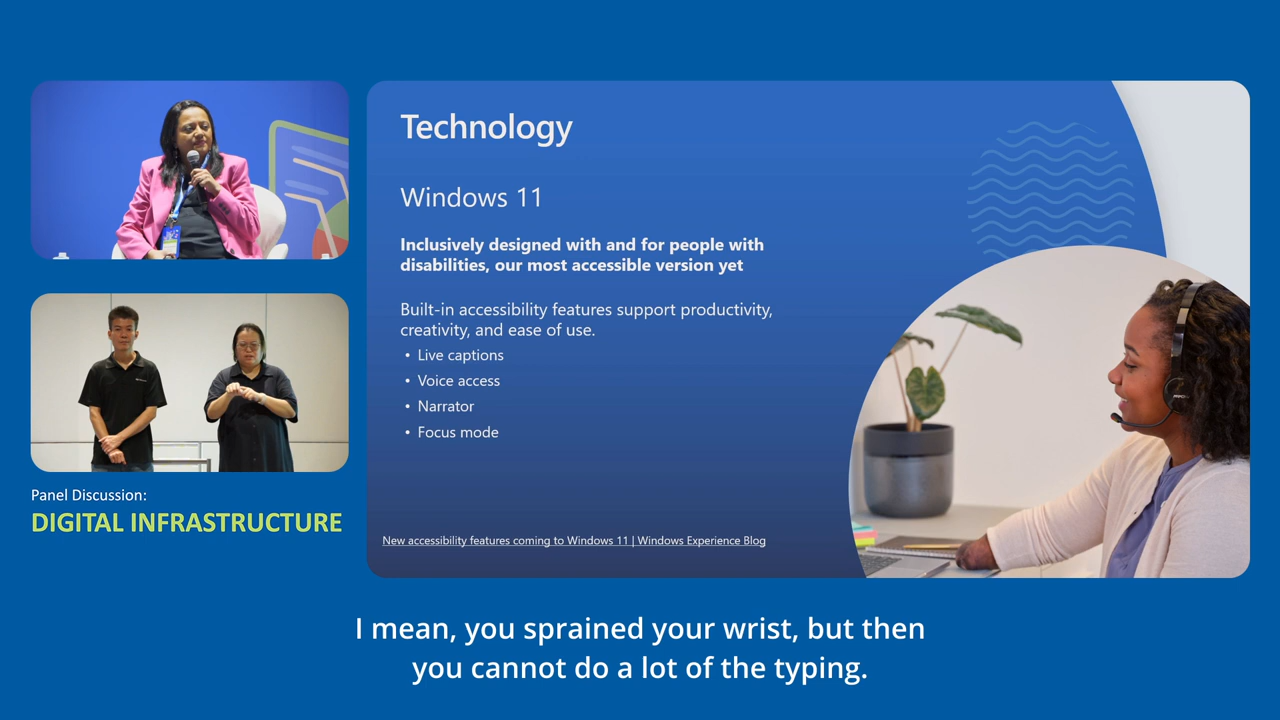 Technology
Windows 11
Inclusively designed with and for people with
disabilities, our most accessible version yet
Built-in accessibility features support productivity,
creativity, and ease of use.
• Live captions
• Voice access
• Narrator
• Focus mode
New accessibility features coming to Windows 11 | Windows Experience Blog
Panel Discussion:
DIGITAL INFRASTRUCTURE
I mean, you sprained your wrist, but then
you cannot do a lot of the typing.